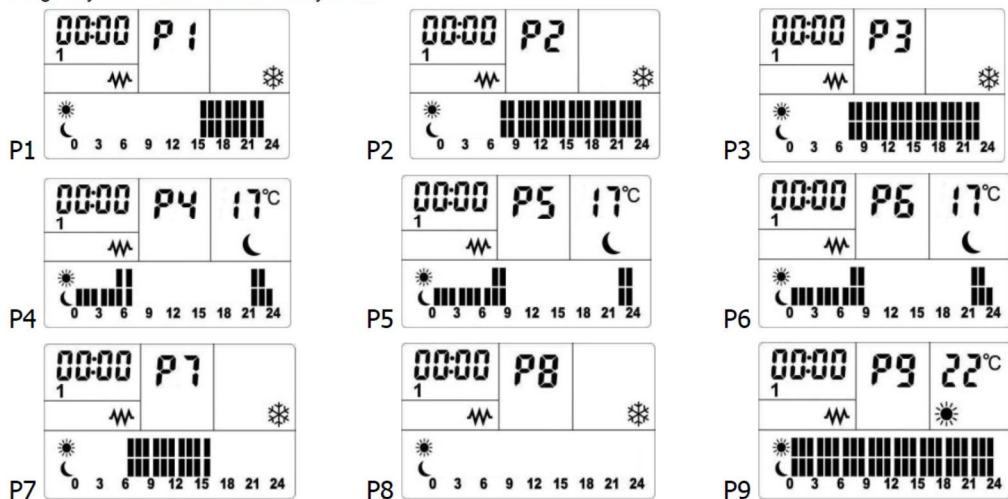 00:00 P1
1
P1 0 3 6 9 12 15 18 21 24
00:00 P2
1
P2 0 3 6 9 12 15 18 21 24
00:00 P3
1
P3 0 3 6 9 12 15 18 21 24
00:00 P4 17°C
1
P4 0 3 6 9 12 15 18 21 24
00:00 P5 17°C
1
P5 0 3 6 9 12 15 18 21 24
00:00 P6 17°C
1
P6 0 3 6 9 12 15 18 21 24
00:00 P7
1
P7 0 3 6 9 12 15 18 21 24
00:00 P8
1
P8 0 3 6 9 12 15 18 21 24
00:00 P9 22°C
1
P9 0 3 6 9 12 15 18 21 24